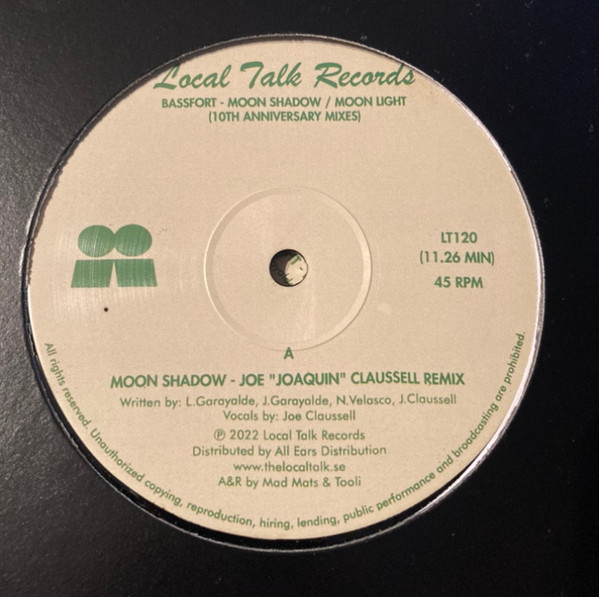 Local Talk Records
BASSFORT - MOON SHADOW / MOON LIGHT
(10TH ANNIVERSARY MIXES)
LT120
(11.26 MIN)
45 RPM
A
MOON SHADOW - JOE "JOAQUIN" CLAUSSELL REMIX
Written by: L.Garayalde, J.Garayalde, N.Velasco, J.Claussell
Vocals by: Joe Claussell
℗ 2022 Local Talk Records
Distributed by All Ears Distribution
www.thelocaltalk.se
A&R by Mad Mats & Tooli
All rights reserved. Unauthorized copying, reproduction, hiring, lending, public performance and broadcasting are prohibited.